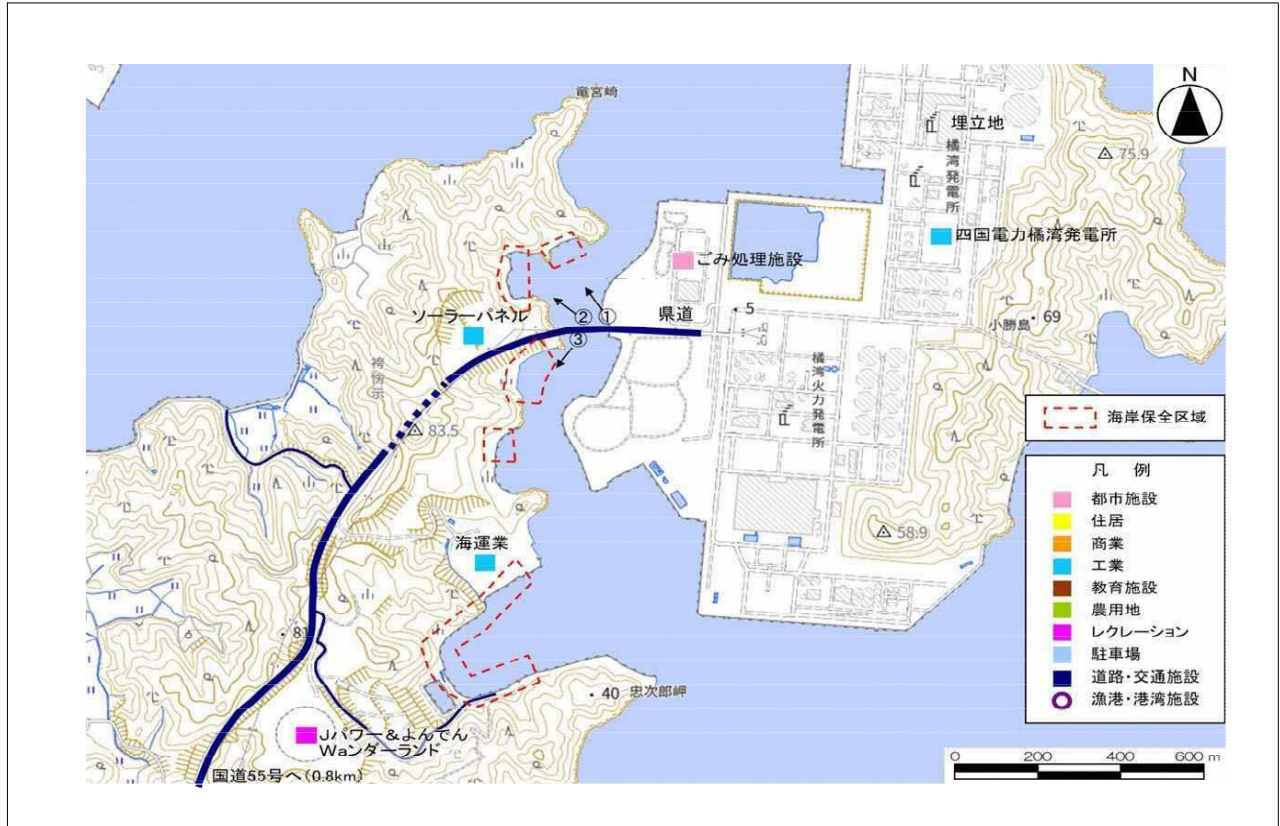 竜宮崎
N
埋立地
橘湾発電所
75.9
四国電力橘湾発電所
ごみ処理施設
ソーラーパネル
② ①
県道
5
③
小勝島
69
袴傍示
橘湾火力発電所
海岸保全区域
83.5
凡 例
都市施設
住居
商業
工業
教育施設
農用地
レクレーション
駐車場
道路・交通施設
漁港・港湾施設
58.9
海運業
81
40
忠次郎岬
Jパワー&よんでん
Waンダーランド
国道55号へ(0.8km)
0 200 400 600 m